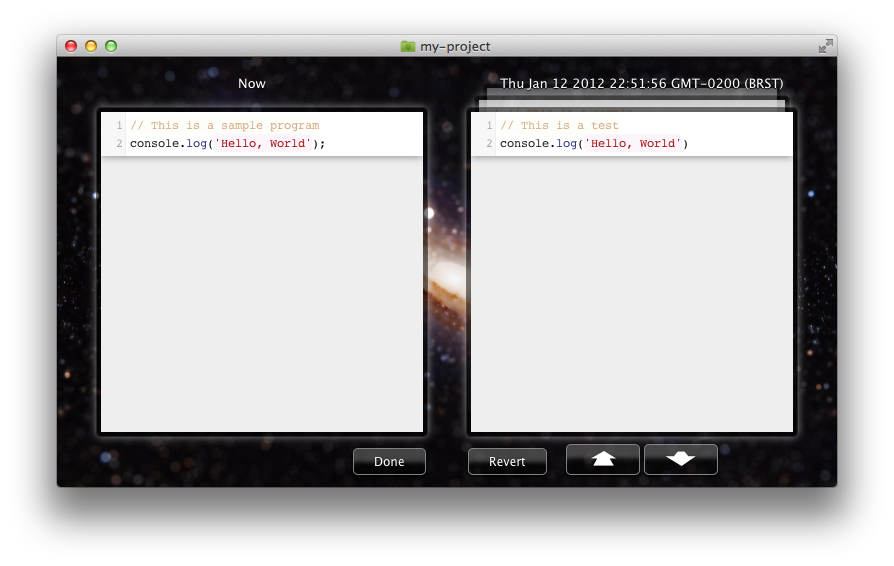 my-project
Now
Thu Jan 12 2012 22:51:56 GMT-0200 (BRST)
1 // This is a sample program
2 console.log('Hello, World');
1 // This is a test
2 console.log('Hello, World')
Done
Revert